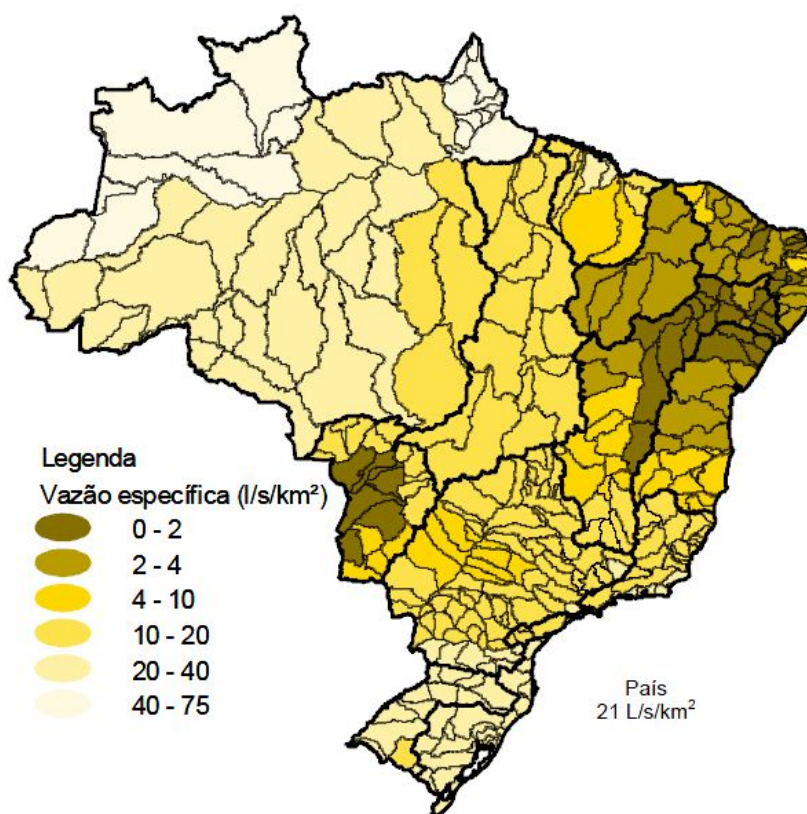 Legenda
Vazão específica (l/s/km²)
0 - 2
2 - 4
4 - 10
10 - 20
20 - 40
40 - 75
País
21 L/s/km²